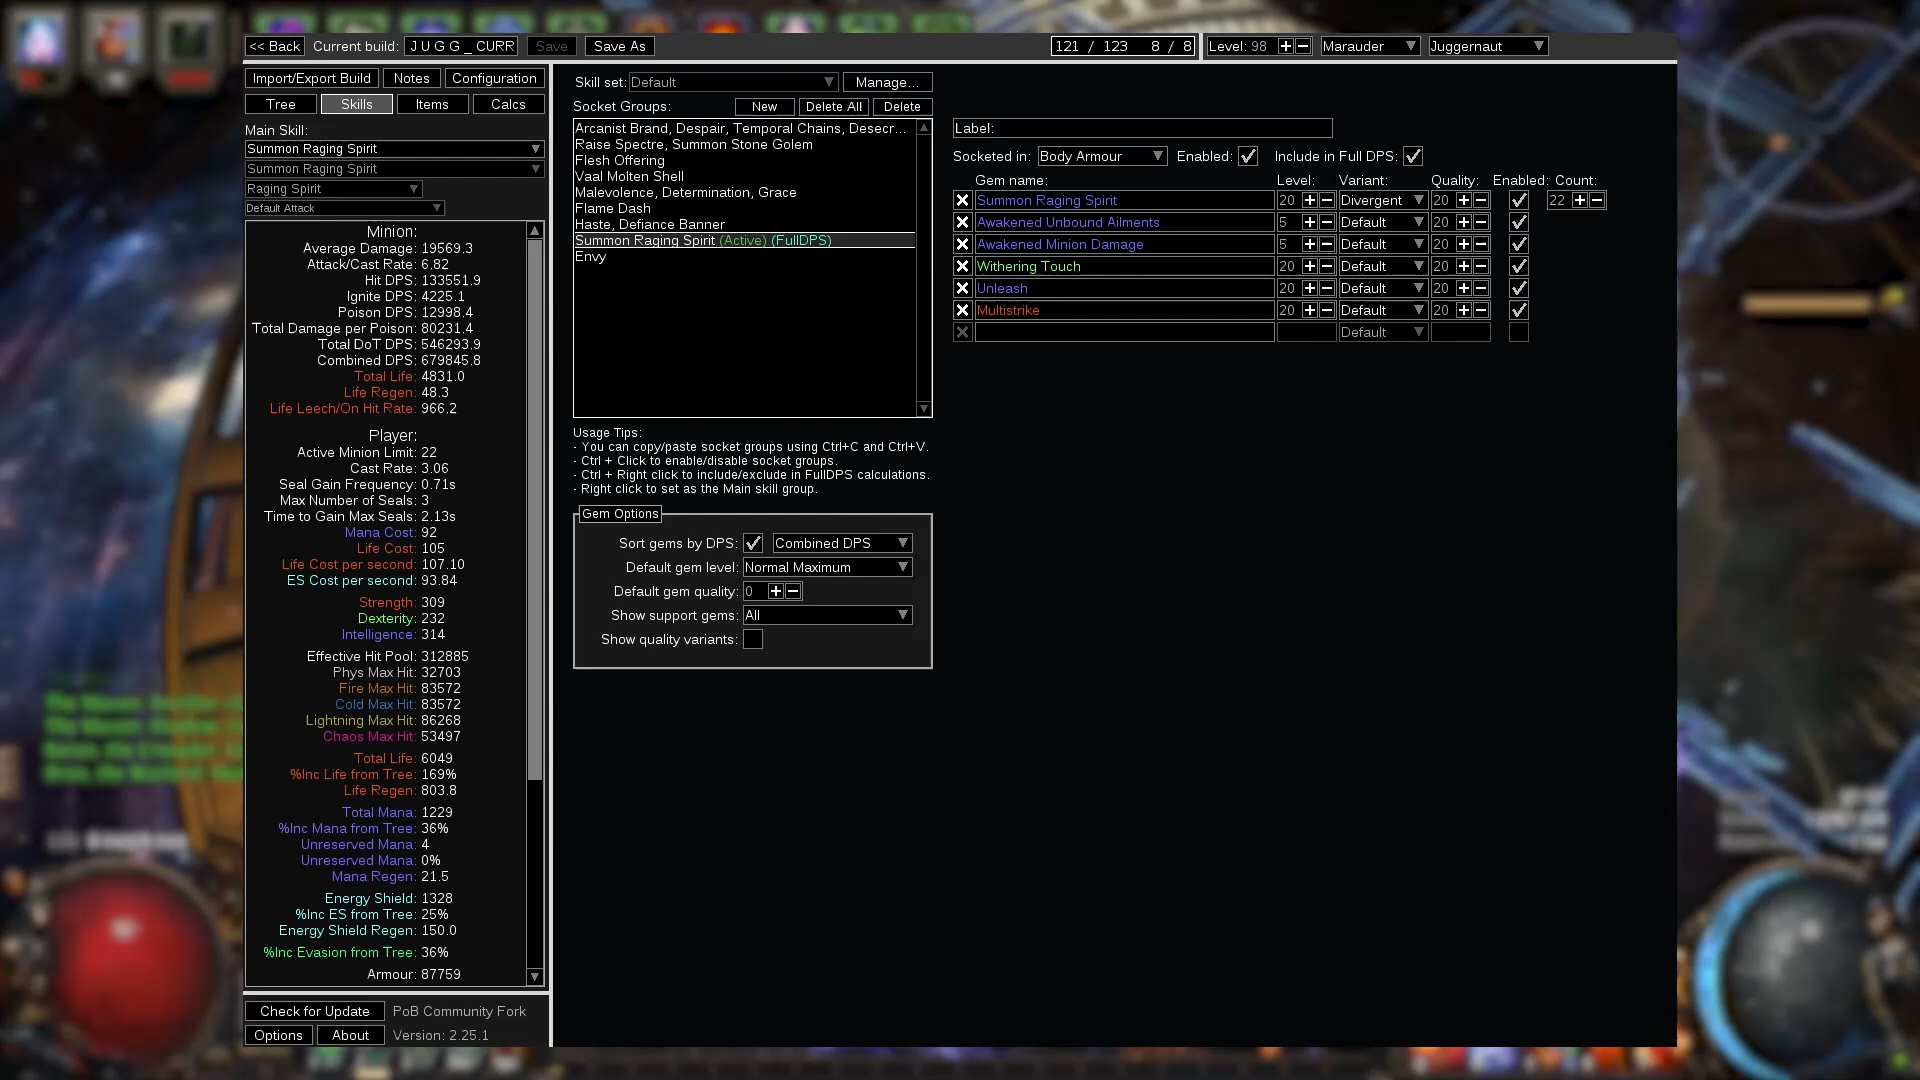 << Back Current build: J U G G _ CURR Save Save As 121 / 123 8 / 8 Level: 98 Marauder Juggernaut
Import/Export Build Notes Configuration
Tree Skills Items Calcs
Main Skill:
Summon Raging Spirit
Summon Raging Spirit
Raging Spirit
Default Attack
Minion:
Average Damage: 19569.3
Attack/Cast Rate: 6.82
Hit DPS: 133551.9
Ignite DPS: 4225.1
Poison DPS: 12998.4
Total Damage per Poison: 80231.4
Total DoT DPS: 546293.9
Combined DPS: 679845.8
Total Life: 4831.0
Life Regen: 48.3
Life Leech/On Hit Rate: 966.2
Player:
Active Minion Limit: 22
Cast Rate: 3.06
Seal Gain Frequency: 0.71s
Max Number of Seals: 3
Time to Gain Max Seals: 2.13s
Mana Cost: 92
Life Cost: 105
Life Cost per second: 107.10
ES Cost per second: 93.84
Strength: 309
Dexterity: 232
Intelligence: 314
Effective Hit Pool: 312885
Phys Max Hit: 32703
Fire Max Hit: 83572
Cold Max Hit: 83572
Lightning Max Hit: 86268
Chaos Max Hit: 53497
Total Life: 6049
%Inc Life from Tree: 169%
Life Regen: 803.8
Total Mana: 1229
%Inc Mana from Tree: 36%
Unreserved Mana: 4
Unreserved Mana: 0%
Mana Regen: 21.5
Energy Shield: 1328
%Inc ES from Tree: 25%
Energy Shield Regen: 150.0
%Inc Evasion from Tree: 36%
Armour: 87759
Check for Update PoB Community Fork
Options About Version: 2.25.1
Skill set: Default Manage...
Socket Groups: New Delete All Delete
Arcanist Brand, Despair, Temporal Chains, Desecr...
Raise Spectre, Summon Stone Golem
Flesh Offering
Vaal Molten Shell
Malevolence, Determination, Grace
Flame Dash
Haste, Defiance Banner
Summon Raging Spirit (Active) (FullDPS)
Envy
Usage Tips:
- You can copy/paste socket groups using Ctrl+C and Ctrl+V.
- Ctrl + Click to enable/disable socket groups.
- Ctrl + Right click to include/exclude in FullDPS calculations.
- Right click to set as the Main skill group.
Gem Options
Sort gems by DPS: Combined DPS
Default gem level: Normal Maximum
Default gem quality: 0
Show support gems: All
Show quality variants:
Label:
Socketed in: Body Armour Enabled: Include in Full DPS:
Gem name: Level: Variant: Quality: Enabled: Count:
Summon Raging Spirit 20 Divergent 20 22
Awakened Unbound Ailments 5 Default 20
Awakened Minion Damage 5 Default 20
Withering Touch 20 Default 20
Unleash 20 Default 20
Multistrike 20 Default 20
Default